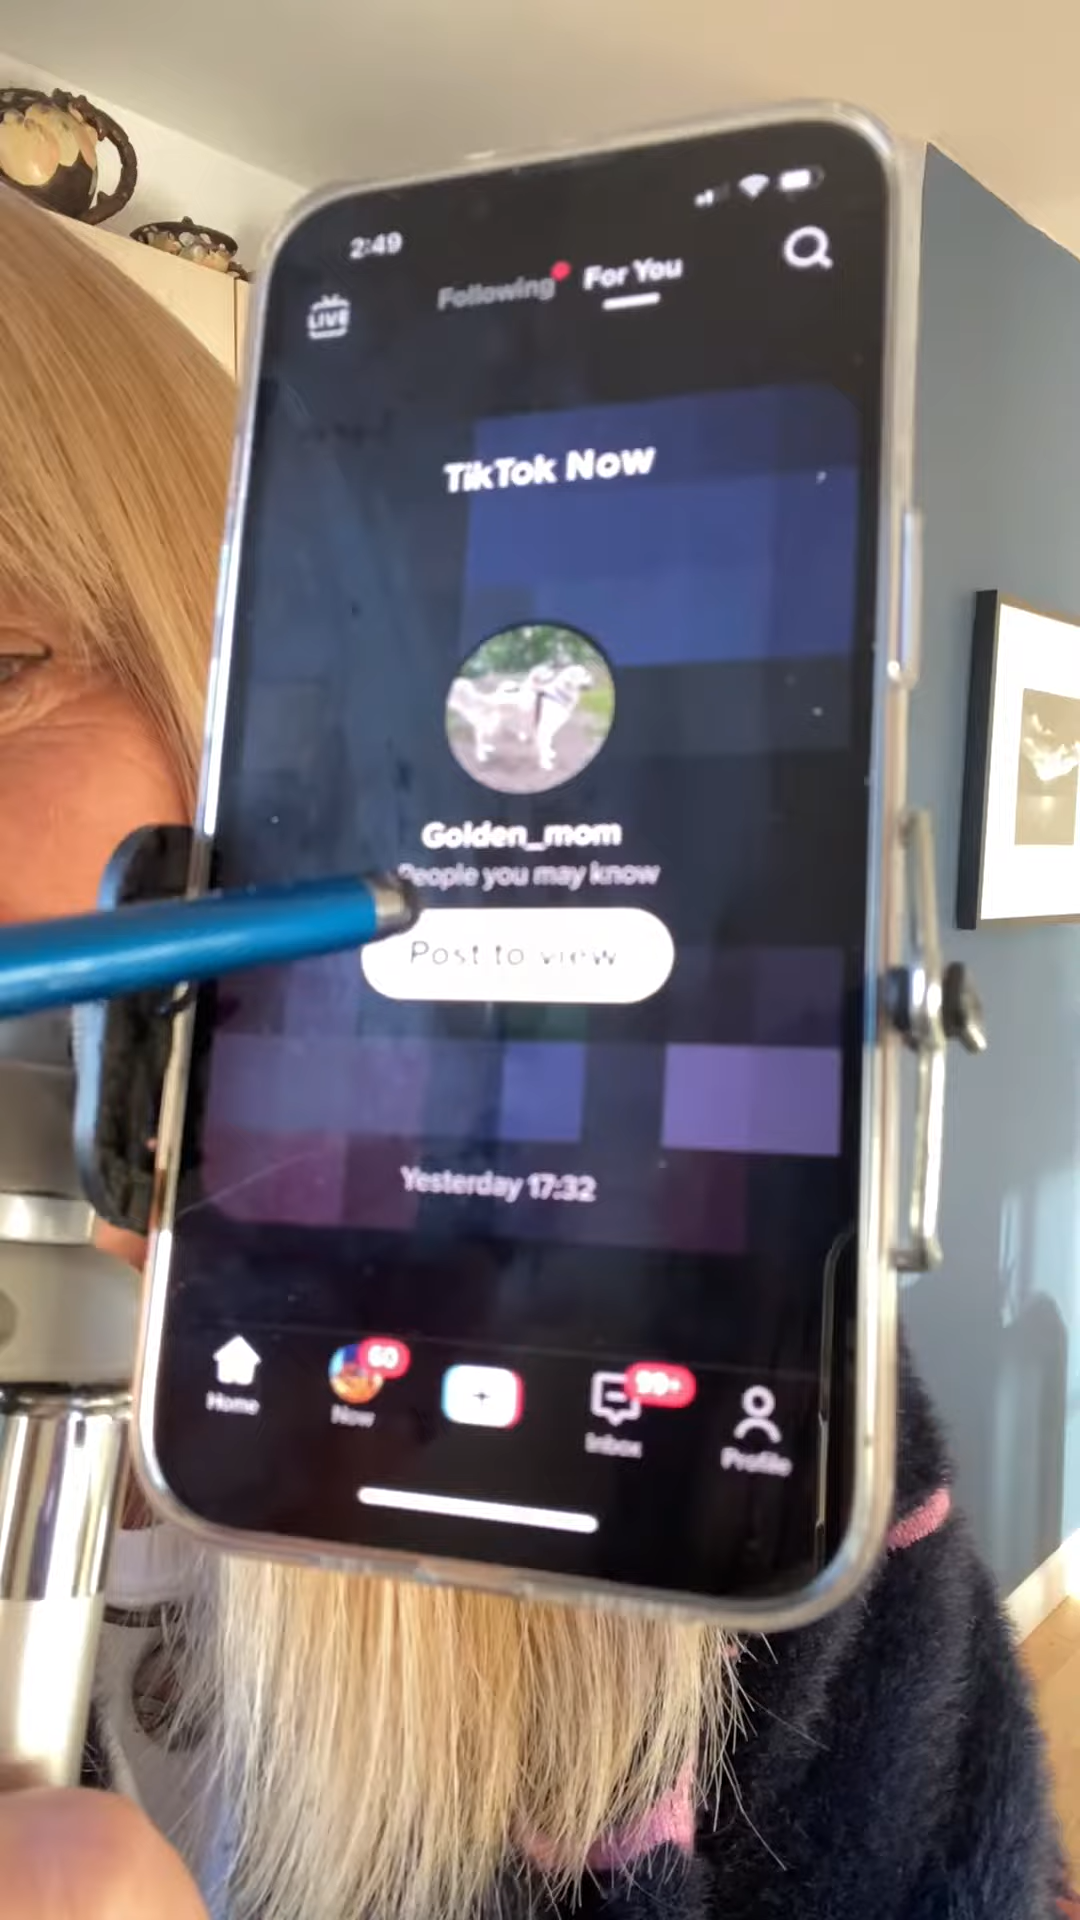 2:49
LIVE
Following
For You
TikTok Now
Golden_mom
People you may know
Post to view
Yesterday 17:32
Home
60
Now
99+
Inbox
Profile